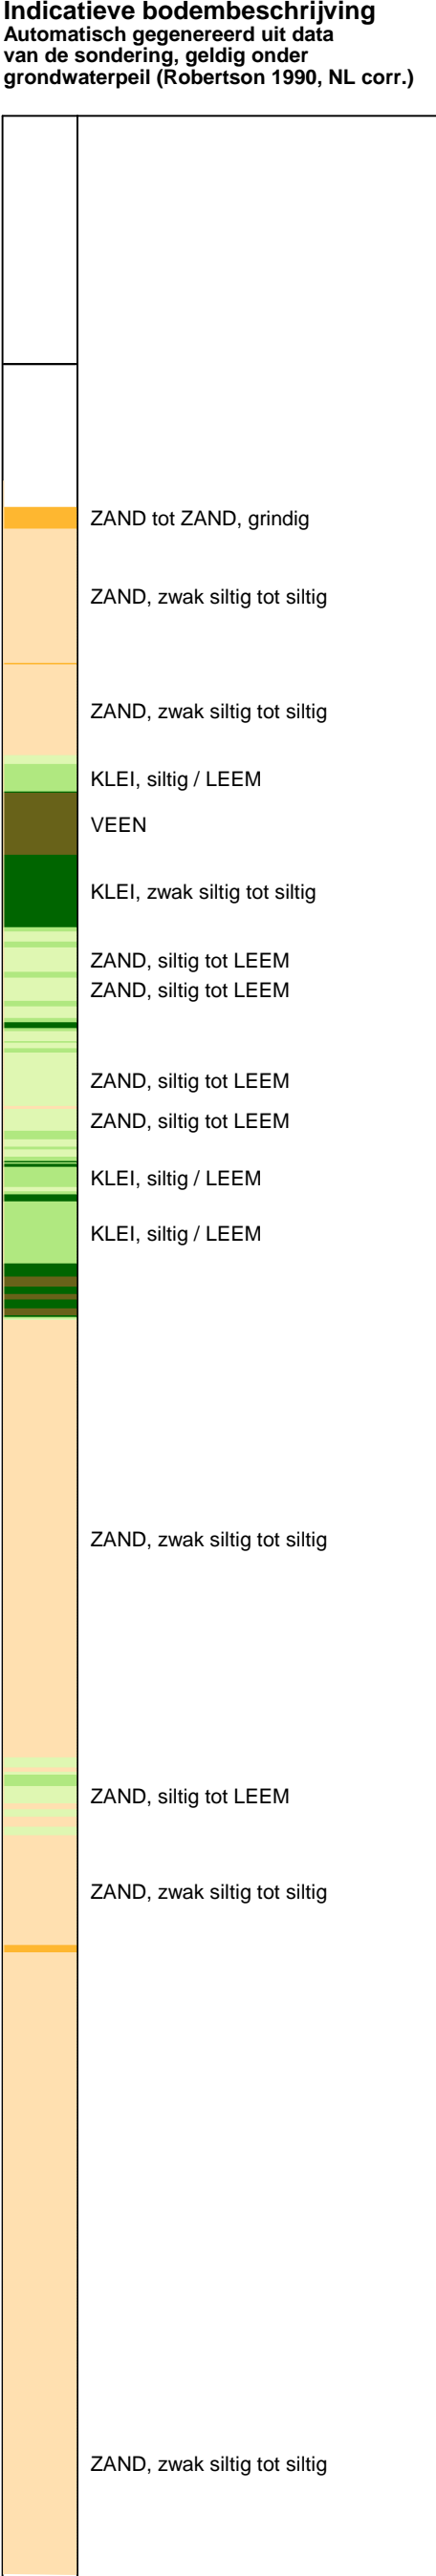 Indicatieve bodembeschrijving
Automatisch gegenereerd uit data
van de sondering, geldig onder
grondwaterpeil (Robertson 1990, NL corr.)
ZAND tot ZAND, grindig
ZAND, zwak siltig tot siltig
ZAND, zwak siltig tot siltig
KLEI, siltig / LEEM
VEEN
KLEI, zwak siltig tot siltig
ZAND, siltig tot LEEM
ZAND, siltig tot LEEM
ZAND, siltig tot LEEM
ZAND, siltig tot LEEM
KLEI, siltig / LEEM
KLEI, siltig / LEEM
ZAND, zwak siltig tot siltig
ZAND, siltig tot LEEM
ZAND, zwak siltig tot siltig
ZAND, zwak siltig tot siltig